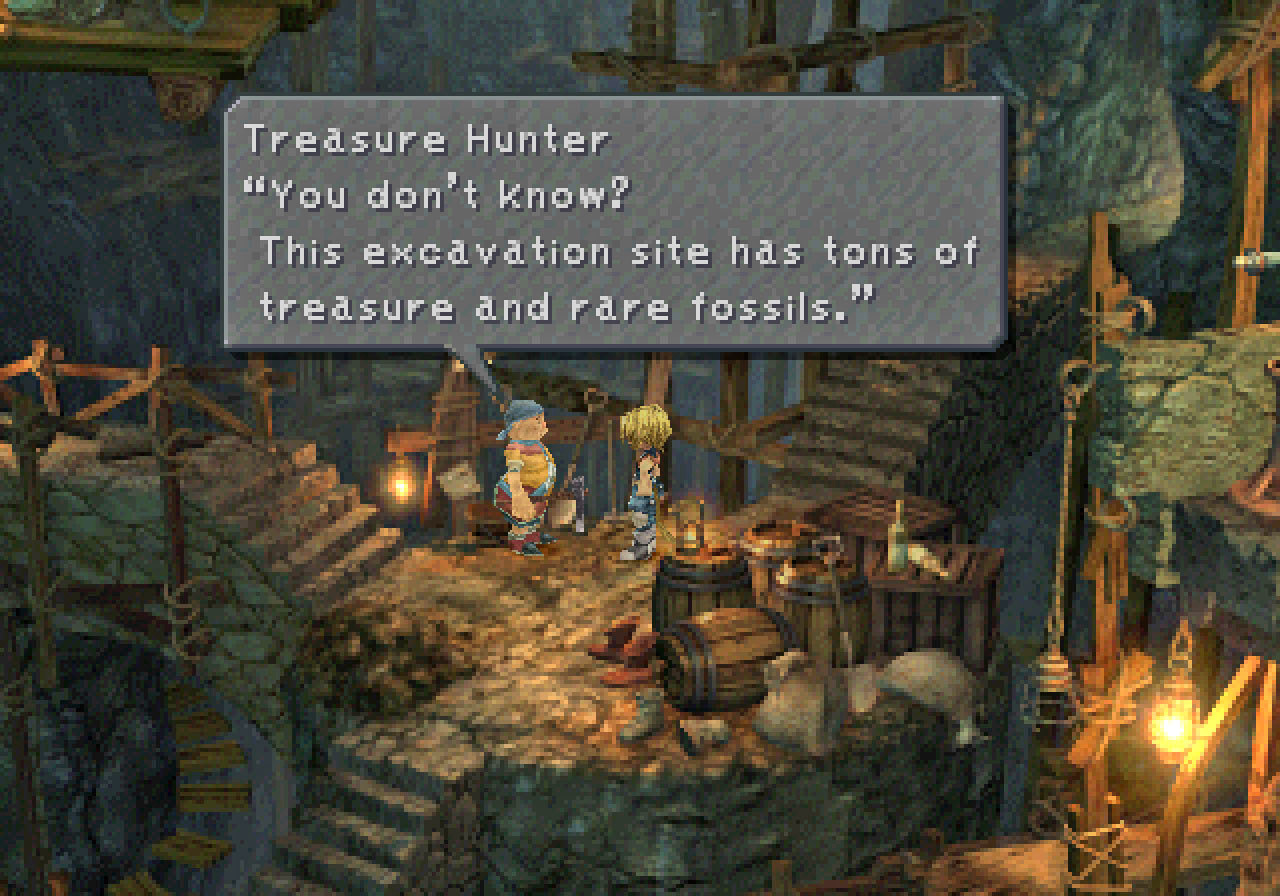 Treasure Hunter
“You don't know?
This excavation site has tons of
treasure and rare fossils.”